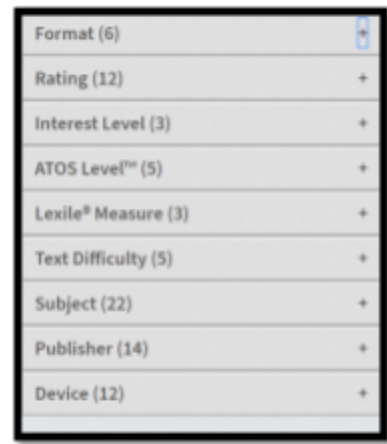 Format (6) +
Rating (12) +
Interest Level (3) +
ATOS Level™ (5) +
Lexile® Measure (3) +
Text Difficulty (5) +
Subject (22) +
Publisher (14) +
Device (12) +